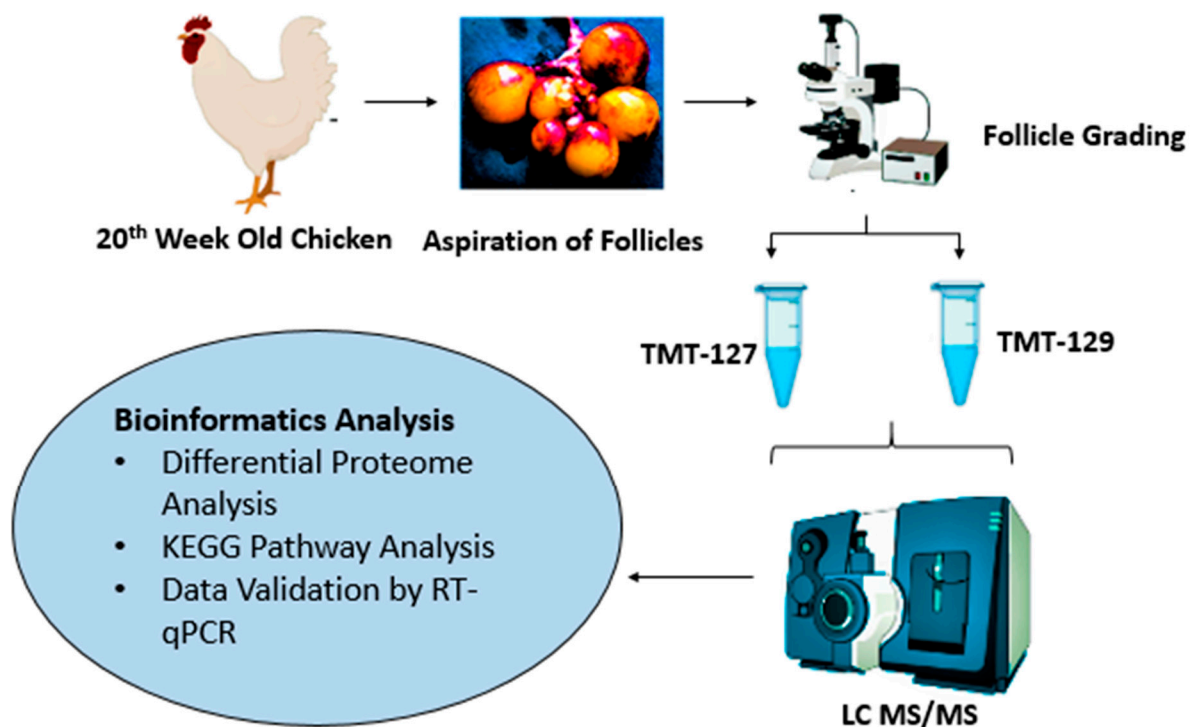 20th Week Old Chicken
Aspiration of Follicles
Follicle Grading
TMT-127
TMT-129
Bioinformatics Analysis
• Differential Proteome
Analysis
• KEGG Pathway Analysis
• Data Validation by RT-
qPCR
LC MS/MS